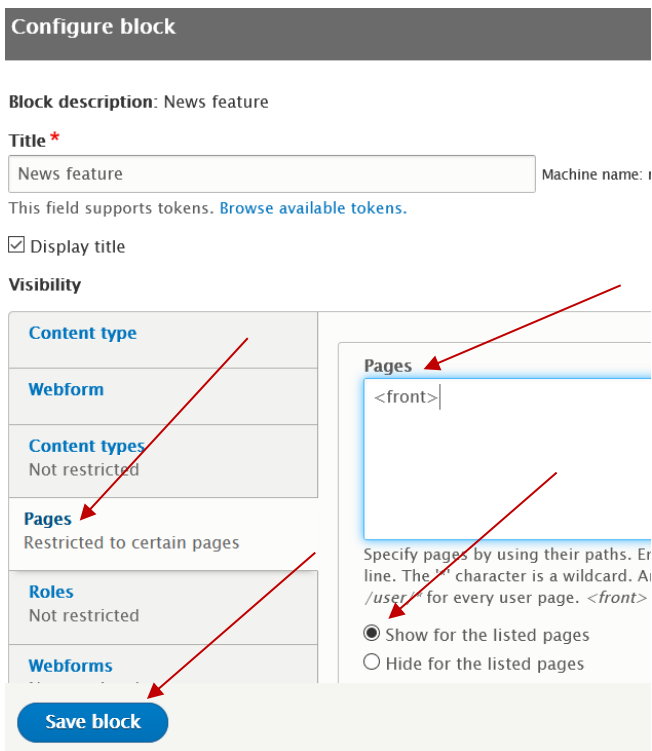 Configure block
Block description: News feature
Title *
News feature
Machine name:
This field supports tokens. Browse available tokens.
Display title
Visibility
Content type
Webform
Content types
Not restricted
Pages
Restricted to certain pages
Roles
Not restricted
Webforms
Pages
<front>
Specify pages by using their paths. En
line. The '*' character is a wildcard. An
/user/* for every user page. <front>
Show for the listed pages
Hide for the listed pages
Save block